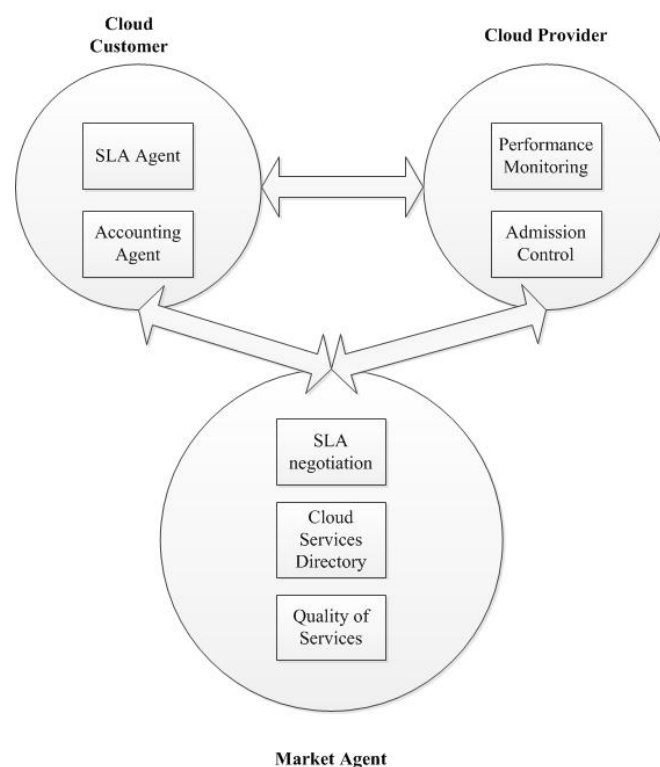 Cloud
Customer
Cloud Provider
SLA Agent
Accounting
Agent
Performance
Monitoring
Admission
Control
SLA
negotiation
Cloud
Services
Directory
Quality of
Services
Market Agent